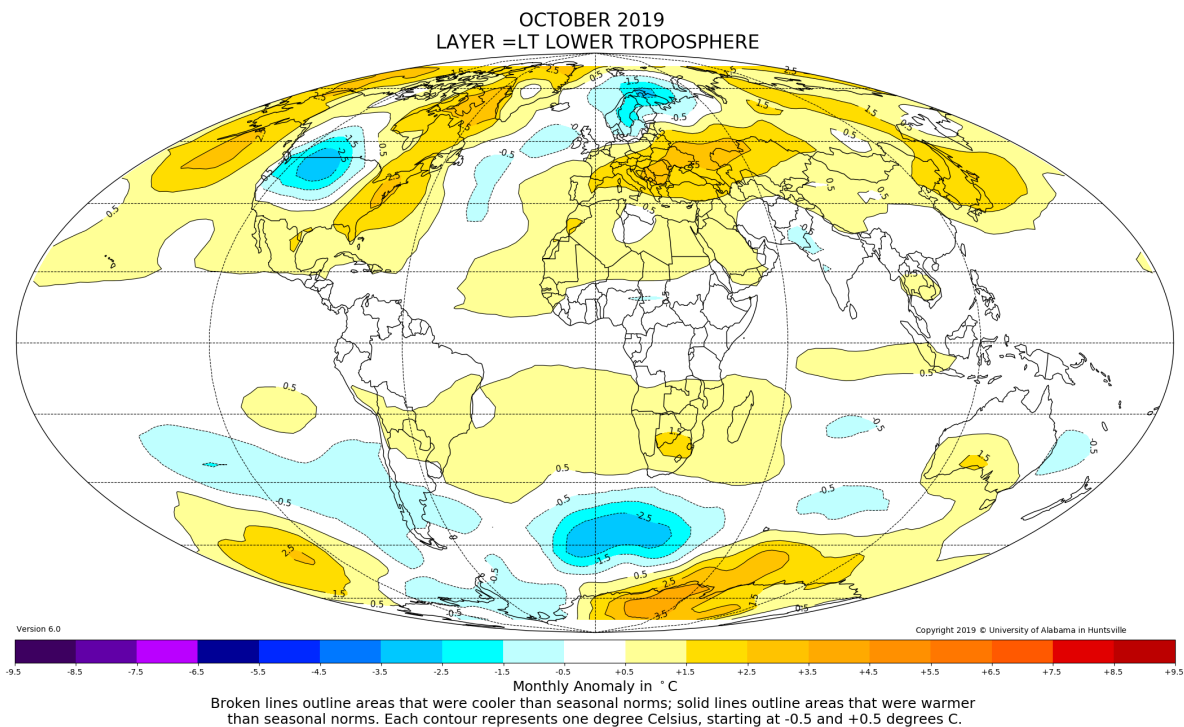 OCTOBER 2019
LAYER =LT LOWER TROPOSPHERE
Version 6.0
Copyright 2019 © University of Alabama in Huntsville
-9.5 -8.5 -7.5 -6.5 -5.5 -4.5 -3.5 -2.5 -1.5 -0.5 +0.5 +1.5 +2.5 +3.5 +4.5 +5.5 +6.5 +7.5 +8.5 +9.5
Monthly Anomaly in °C
Broken lines outline areas that were cooler than seasonal norms; solid lines outline areas that were warmer
than seasonal norms. Each contour represents one degree Celsius, starting at -0.5 and +0.5 degrees C.